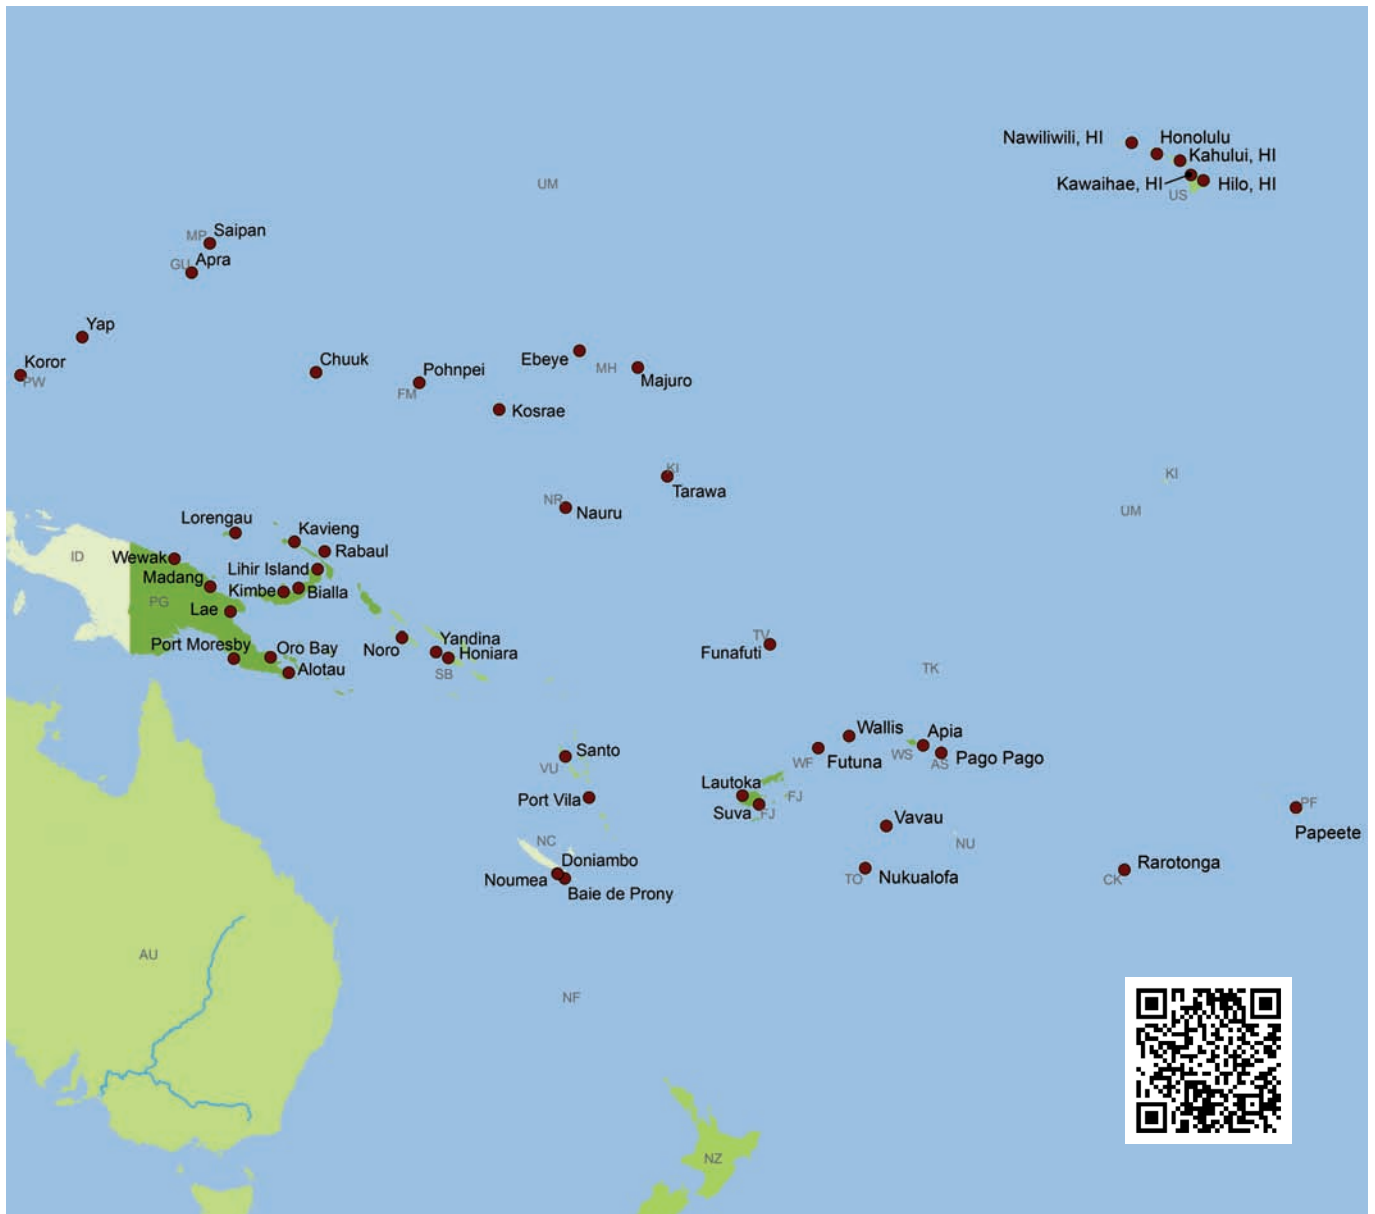 Nawiliwili, HI
Honolulu
Kahului, HI
Kawaihae, HI
Hilo, HI
US
UM
MP
Saipan
GU
Apra
Yap
Koror
PW
Chuuk
Pohnpei
FM
Ebeye
MH
Majuro
Kosrae
KI
Tarawa
KI
NR
Nauru
UM
Lorengau
Kavieng
Rabaul
ID
Wewak
Lihir Island
Madang
Kimbe
Bialla
PG
Lae
Port Moresby
Oro Bay
Alotau
Noro
Yandina
Honiara
SB
TV
Funafuti
TK
Santo
VU
Port Vila
Wallis
Futuna
WF
Apia
WS
Pago Pago
AS
Lautoka
FJ
Suva
FJ
Vavau
NU
PF
Papeete
NC
Doniambo
Noumea
Baie de Prony
TO
Nukualofa
CK
Rarotonga
AU
NF
NZ